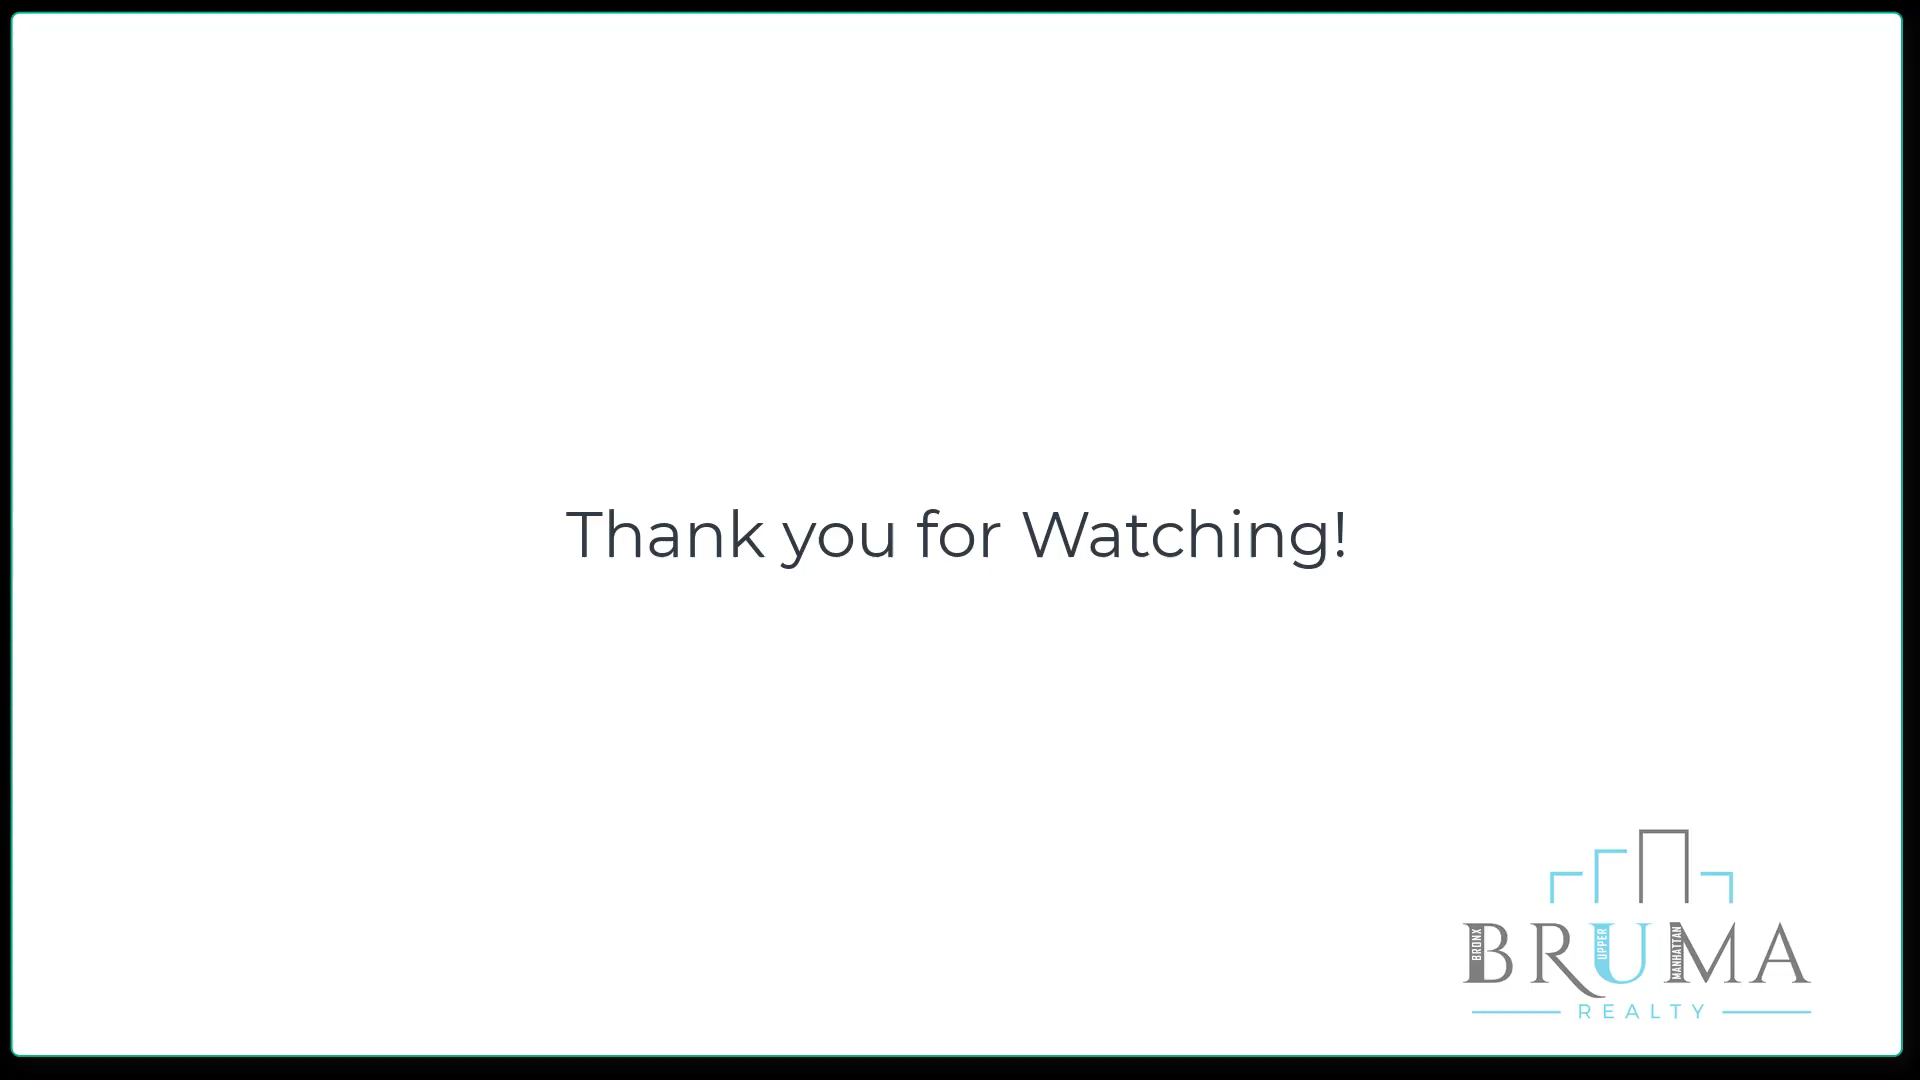 Thank you for Watching!
BRUMA
BRONX
UPPER
MANHATTAN
REALTY